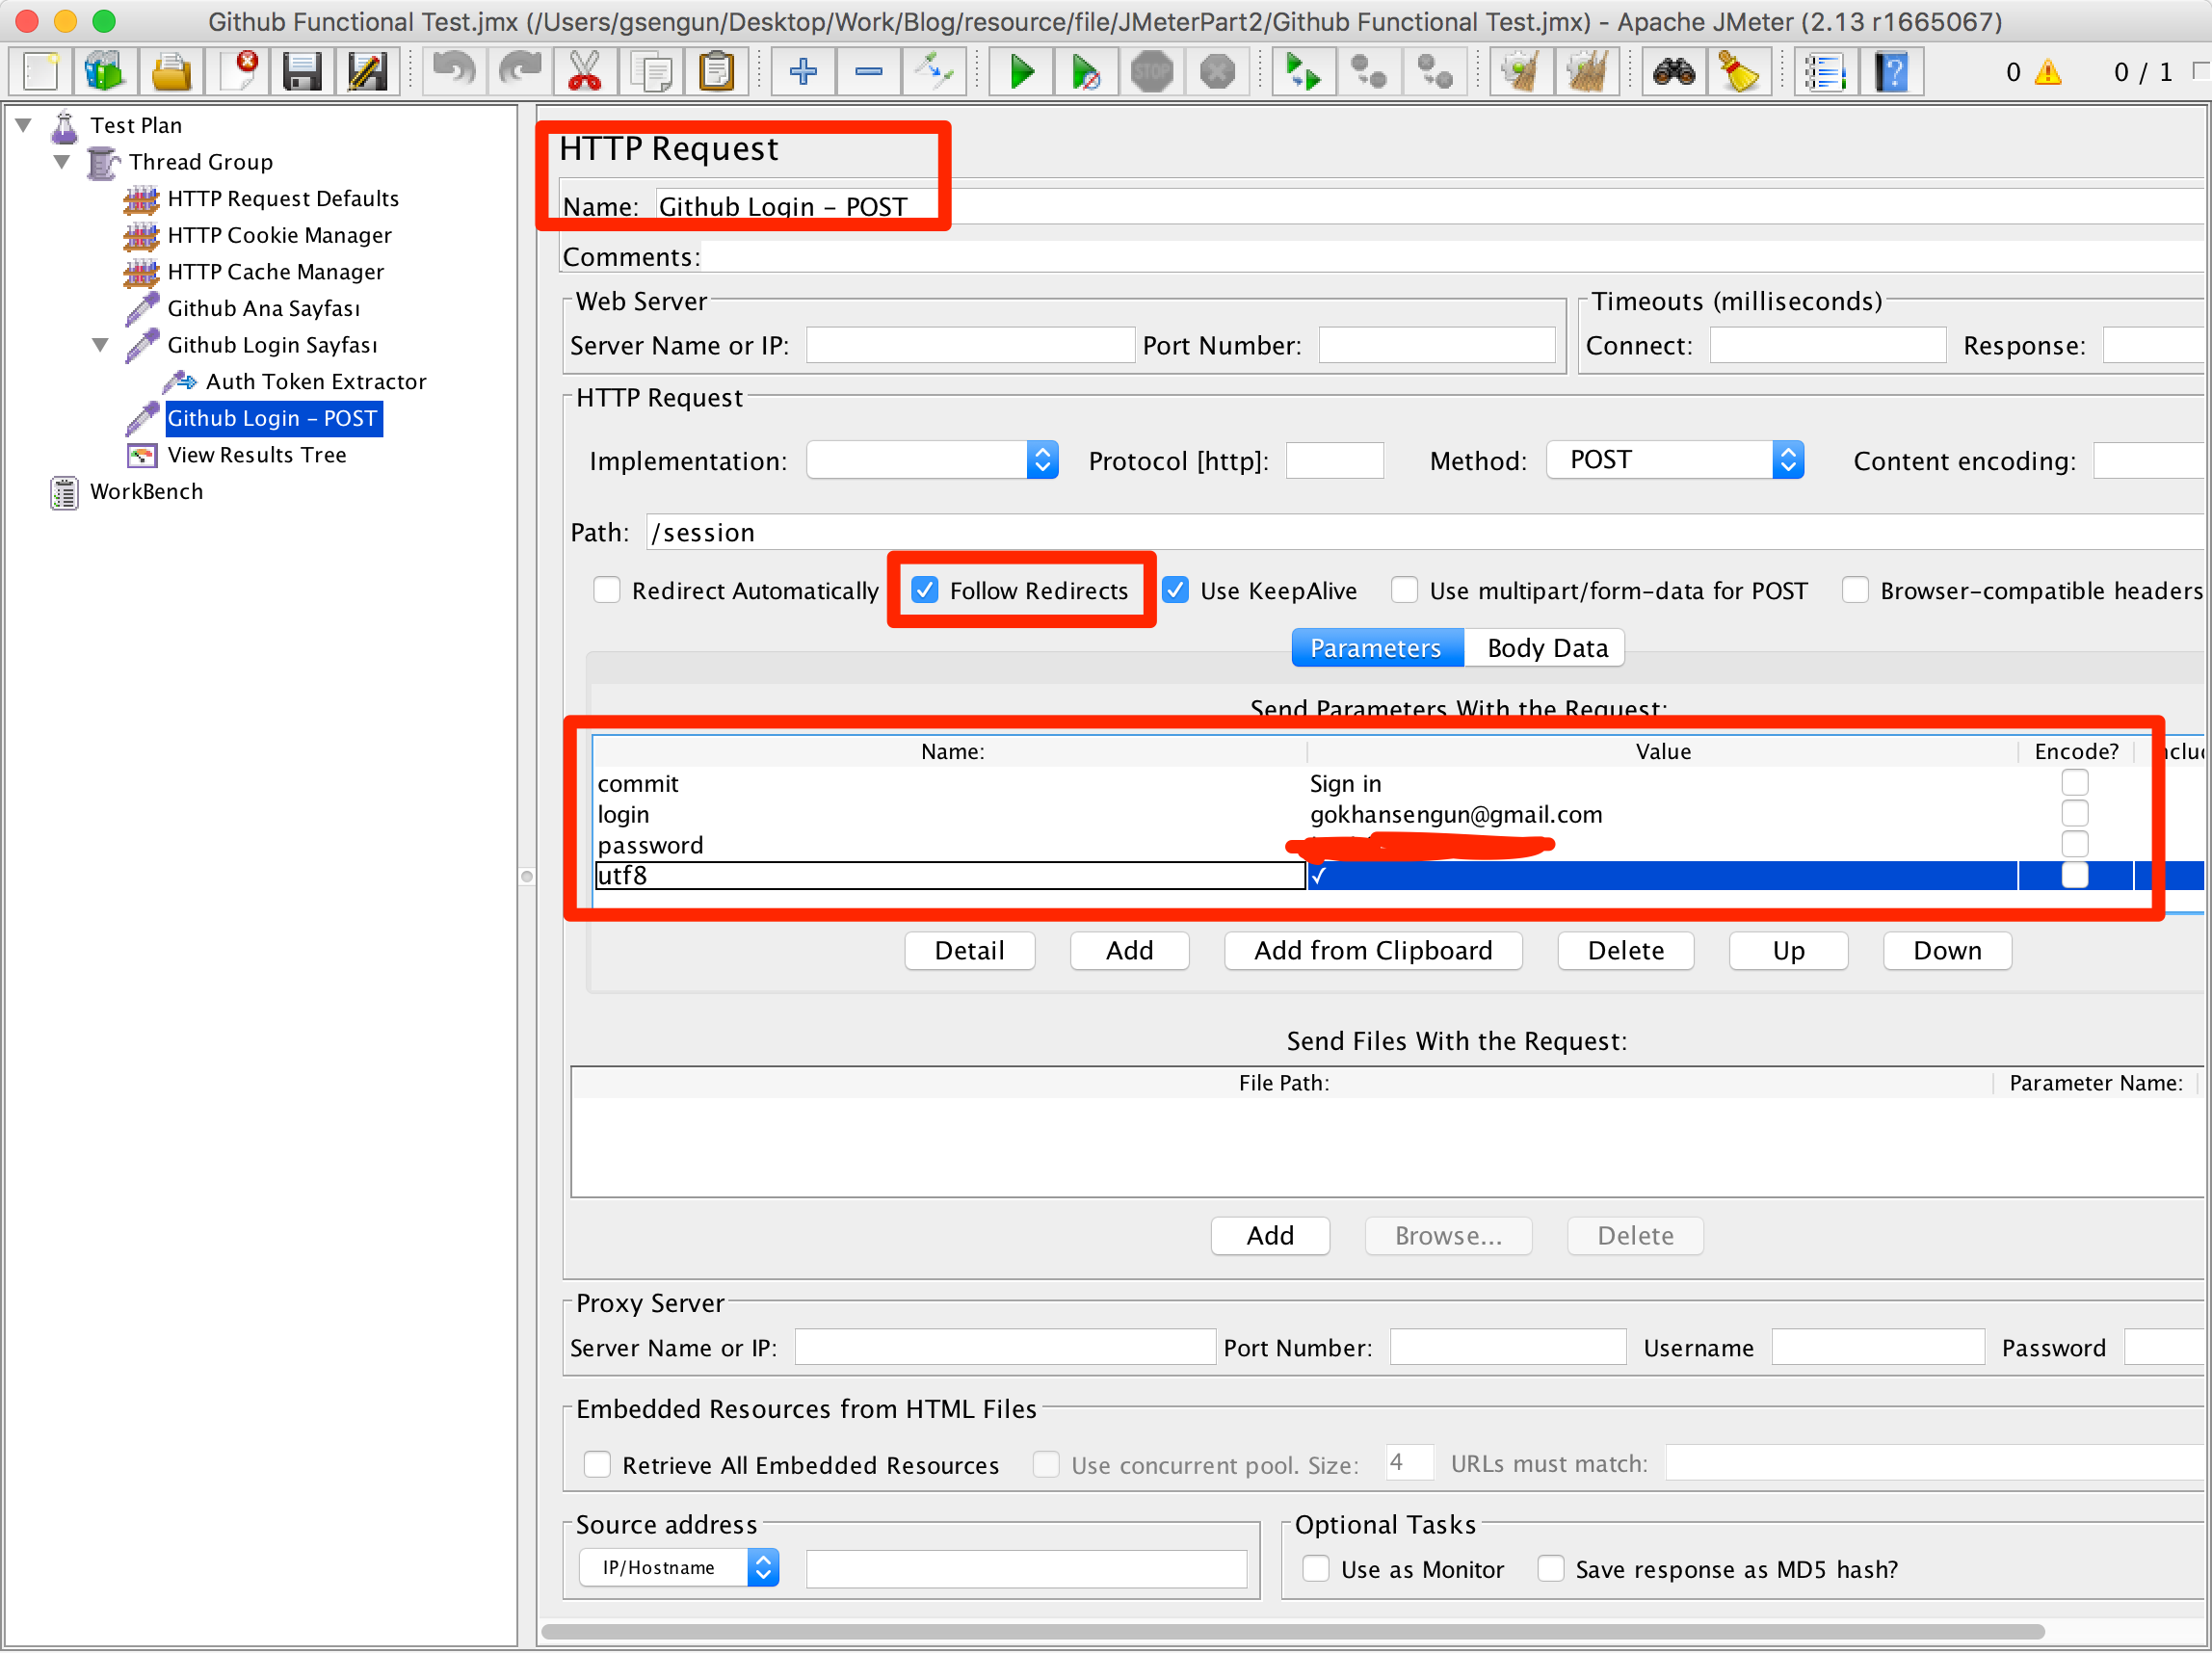 Github Functional Test.jmx (/Users/gsengun/Desktop/Work/Blog/resource/file/JMeterPart2/Github Functional Test.jmx) - Apache JMeter (2.13 r1665067)
STOP
0 0 / 1
Test Plan
Thread Group
HTTP Request Defaults
HTTP Cookie Manager
HTTP Cache Manager
Github Ana Sayfası
Github Login Sayfası
Auth Token Extractor
Github Login - POST
View Results Tree
WorkBench
HTTP Request
Name: Github Login - POST
Comments:
Web Server
Timeouts (milliseconds)
Server Name or IP: Port Number: Connect: Response:
HTTP Request
Implementation: Protocol [http]: Method: POST Content encoding:
Path: /session
Redirect Automatically ✓ Follow Redirects ✓ Use KeepAlive Use multipart/form-data for POST Browser-compatible headers
Parameters Body Data
Send Parameters With the Request:
Name: Value Encode?
commit Sign in
login gokhansengun@gmail.com
password
utf8 ✓
Detail Add Add from Clipboard Delete Up Down
Send Files With the Request:
File Path: Parameter Name:
Add Browse... Delete
Proxy Server
Server Name or IP: Port Number: Username Password
Embedded Resources from HTML Files
Retrieve All Embedded Resources Use concurrent pool. Size: 4 URLs must match:
Source address
Optional Tasks
IP/Hostname Use as Monitor Save response as MD5 hash?